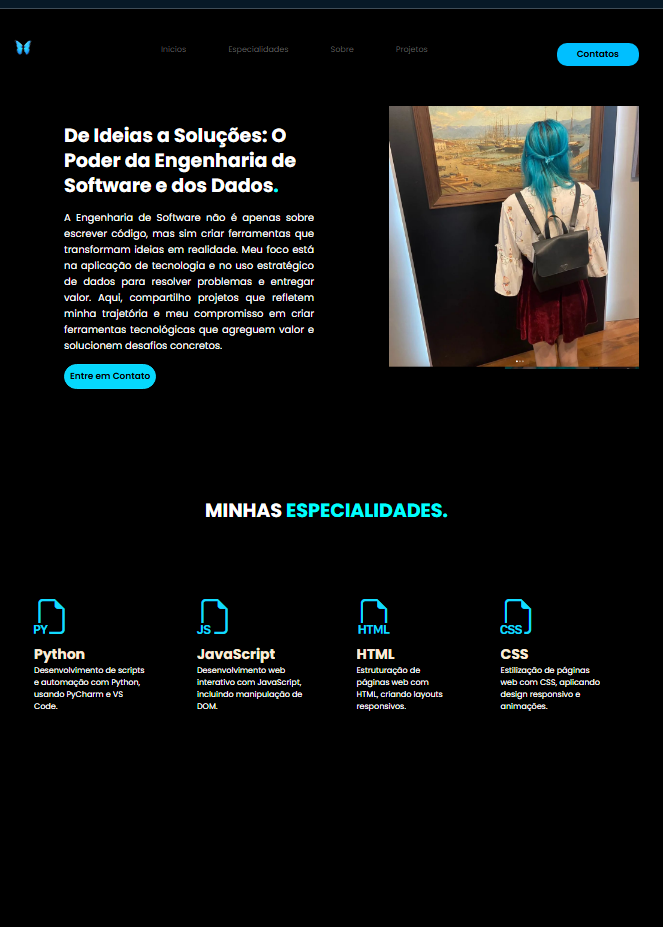 Inicios Especialidades Sobre Projetos Contatos
De Ideias a Soluções: O
Poder da Engenharia de
Software e dos Dados.
A Engenharia de Software não é apenas sobre
escrever código, mas sim criar ferramentas que
transformam ideias em realidade. Meu foco está
na aplicação de tecnologia e no uso estratégico
de dados para resolver problemas e entregar
valor. Aqui, compartilho projetos que refletem
minha trajetória e meu compromisso em criar
ferramentas tecnológicas que agreguem valor e
solucionem desafios concretos.
Entre em Contato
MINHAS ESPECIALIDADES.
PY
Python
Desenvolvimento de scripts
e automação com Python,
usando PyCharm e VS
Code.
JS
JavaScript
Desenvolvimento web
interativo com JavaScript,
incluindo manipulação de
DOM.
HTML
HTML
Estruturação de
páginas web com
HTML, criando layouts
responsivos.
CSS
CSS
Estilização de páginas
web com CSS, aplicando
design responsivo e
animações.